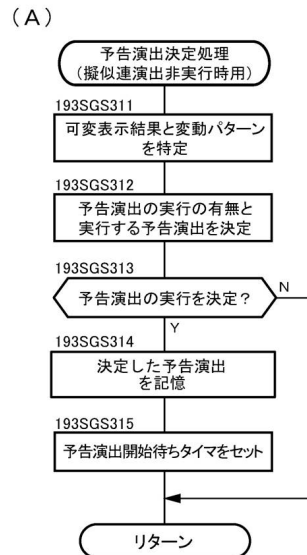 (A)
予告演出決定処理
(擬似連演出非実行時用)
193SGS311
可変表示結果と変動パターン
を特定
193SGS312
予告演出の実行の有無と
実行する予告演出を決定
193SGS313
予告演出の実行を決定?
N
Y
193SGS314
決定した予告演出
を記憶
193SGS315
予告演出開始待ちタイマをセット
リターン